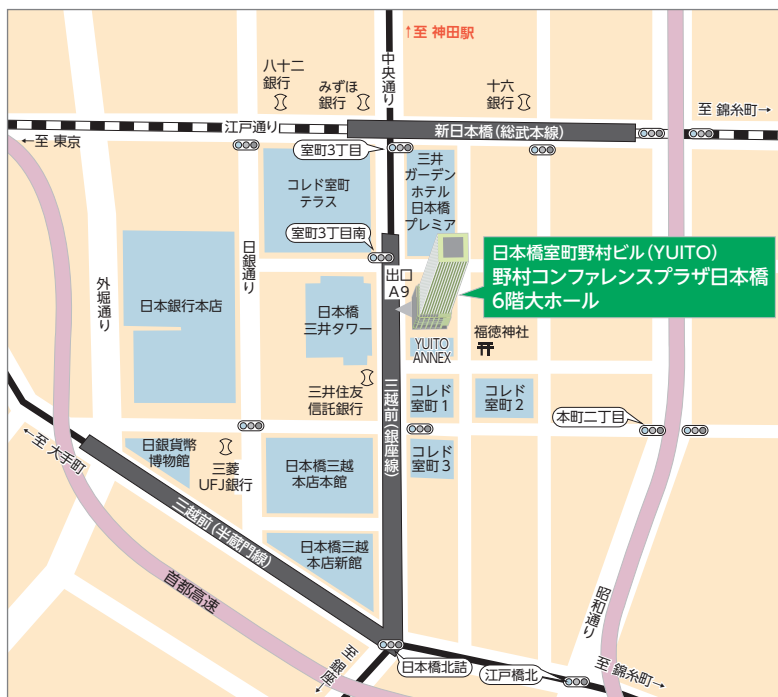 ↑至 神田駅
八十二
銀行
みずほ
銀行
中央通り
十六
銀行
至 錦糸町→
江戸通り
新日本橋(総武本線)
←至 東京
室町3丁目
コレド室町
テラス
三井
ガーデン
ホテル
日本橋
プレミア
室町3丁目南
日銀通り
外堀通り
出口
A9
日本橋室町野村ビル(YUITO)
野村コンファレンスプラザ日本橋
6階大ホール
日本銀行本店
日本橋
三井タワー
YUITO
ANNEX
福徳神社
三井住友
信託銀行
三越前(銀座線)
コレド
室町1
コレド
室町2
本町二丁目
←至 大手町
日銀貨幣
博物館
三菱
UFJ銀行
日本橋三越
本店本館
コレド
室町3
三越前(半蔵門線)
日本橋三越
本店新館
首都高速
昭和通り
至 銀座→
日本橋北詰
江戸橋北
至 錦糸町→